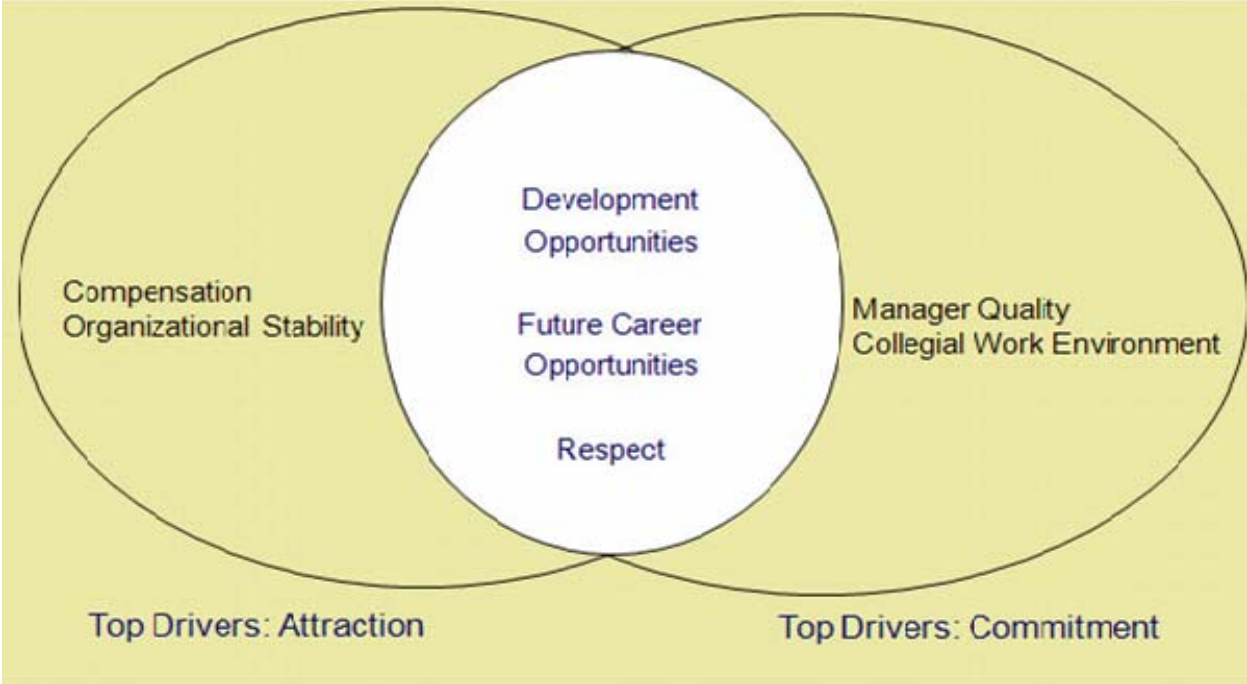 Compensation
Organizational Stability
Development
Opportunities
Future Career
Opportunities
Respect
Manager Quality
Collegial Work Environment
Top Drivers: Attraction
Top Drivers: Commitment